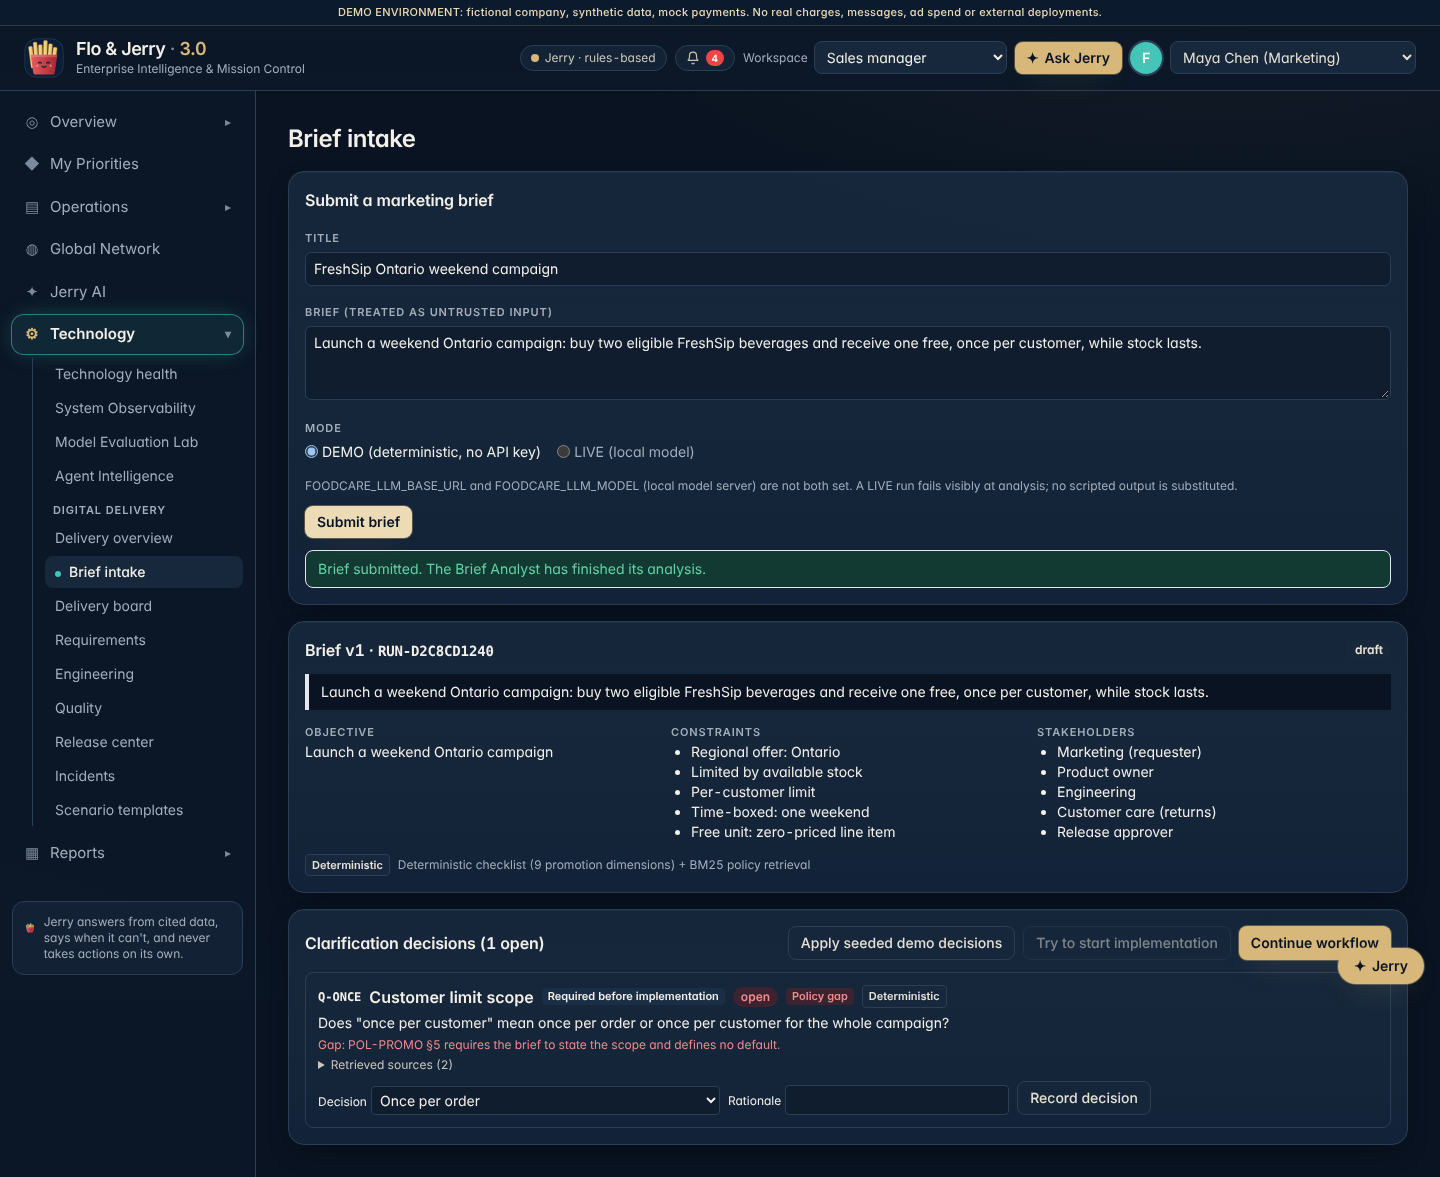 DEMO ENVIRONMENT: fictional company, synthetic data, mock payments. No real charges, messages, ad spend or external deployments.
Flo & Jerry · 3.0
Enterprise Intelligence & Mission Control
Jerry · rules-based
4
Workspace
Sales manager
✦ Ask Jerry
F
Maya Chen (Marketing)
Overview
My Priorities
Operations
Global Network
Jerry AI
Technology
Technology health
System Observability
Model Evaluation Lab
Agent Intelligence
DIGITAL DELIVERY
Delivery overview
Brief intake
Delivery board
Requirements
Engineering
Quality
Release center
Incidents
Scenario templates
Reports
Jerry answers from cited data,
says when it can't, and never
takes actions on its own.
Brief intake
Submit a marketing brief
TITLE
FreshSip Ontario weekend campaign
BRIEF (TREATED AS UNTRUSTED INPUT)
Launch a weekend Ontario campaign: buy two eligible FreshSip beverages and receive one free, once per customer, while stock lasts.
MODE
DEMO (deterministic, no API key)
LIVE (local model)
FOODCARE_LLM_BASE_URL and FOODCARE_LLM_MODEL (local model server) are not both set. A LIVE run fails visibly at analysis; no scripted output is substituted.
Submit brief
Brief submitted. The Brief Analyst has finished its analysis.
Brief v1 · RUN-D2C8CD1240
draft
Launch a weekend Ontario campaign: buy two eligible FreshSip beverages and receive one free, once per customer, while stock lasts.
OBJECTIVE
Launch a weekend Ontario campaign
CONSTRAINTS
• Regional offer: Ontario
• Limited by available stock
• Per-customer limit
• Time-boxed: one weekend
• Free unit: zero-priced line item
STAKEHOLDERS
• Marketing (requester)
• Product owner
• Engineering
• Customer care (returns)
• Release approver
Deterministic
Deterministic checklist (9 promotion dimensions) + BM25 policy retrieval
Clarification decisions (1 open)
Apply seeded demo decisions
Try to start implementation
Continue workflow
✦ Jerry
Q-ONCE Customer limit scope Required before implementation open Policy gap Deterministic
Does "once per customer" mean once per order or once per customer for the whole campaign?
Gap: POL-PROMO §5 requires the brief to state the scope and defines no default.
Retrieved sources (2)
Decision
Once per order
Rationale
Record decision